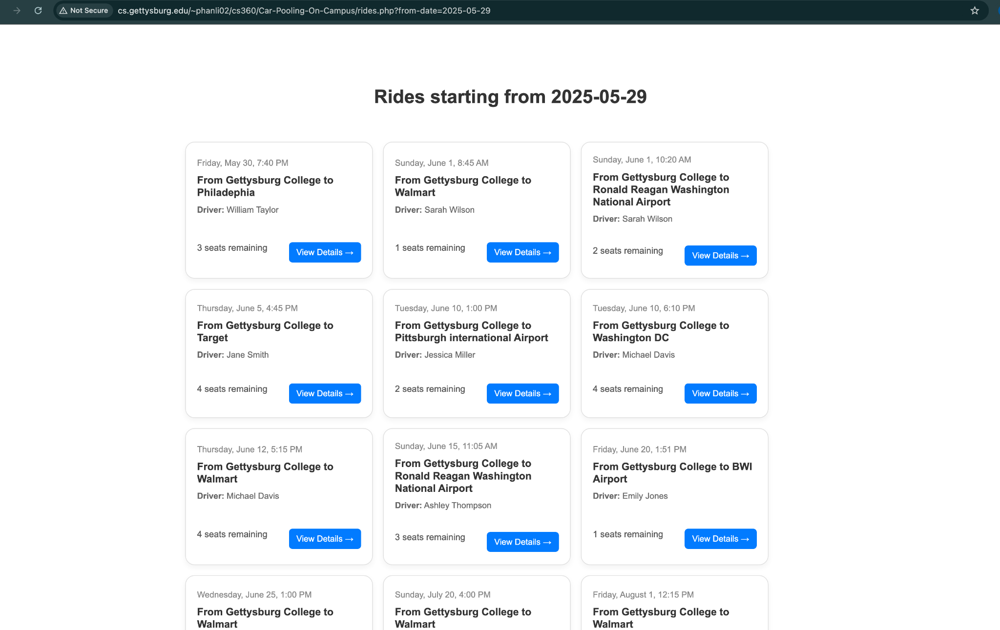 Not Secure cs.gettysburg.edu/~phanli02/cs360/Car-Pooling-On-Campus/rides.php?from-date=2025-05-29
Rides starting from 2025-05-29
Friday, May 30, 7:40 PM
From Gettysburg College to
Philadephia
Driver: William Taylor
3 seats remaining
View Details →
Sunday, June 1, 8:45 AM
From Gettysburg College to
Walmart
Driver: Sarah Wilson
1 seats remaining
View Details →
Sunday, June 1, 10:20 AM
From Gettysburg College to
Ronald Reagan Washington
National Airport
Driver: Sarah Wilson
2 seats remaining
View Details →
Thursday, June 5, 4:45 PM
From Gettysburg College to
Target
Driver: Jane Smith
4 seats remaining
View Details →
Tuesday, June 10, 1:00 PM
From Gettysburg College to
Pittsburgh international Airport
Driver: Jessica Miller
2 seats remaining
View Details →
Tuesday, June 10, 6:10 PM
From Gettysburg College to
Washington DC
Driver: Michael Davis
4 seats remaining
View Details →
Thursday, June 12, 5:15 PM
From Gettysburg College to
Walmart
Driver: Michael Davis
4 seats remaining
View Details →
Sunday, June 15, 11:05 AM
From Gettysburg College to
Ronald Reagan Washington
National Airport
Driver: Ashley Thompson
3 seats remaining
View Details →
Friday, June 20, 1:51 PM
From Gettysburg College to BWI
Airport
Driver: Emily Jones
1 seats remaining
View Details →
Wednesday, June 25, 1:00 PM
From Gettysburg College to
Walmart
Sunday, July 20, 4:00 PM
From Gettysburg College to
Walmart
Friday, August 1, 12:15 PM
From Gettysburg College to
Walmart